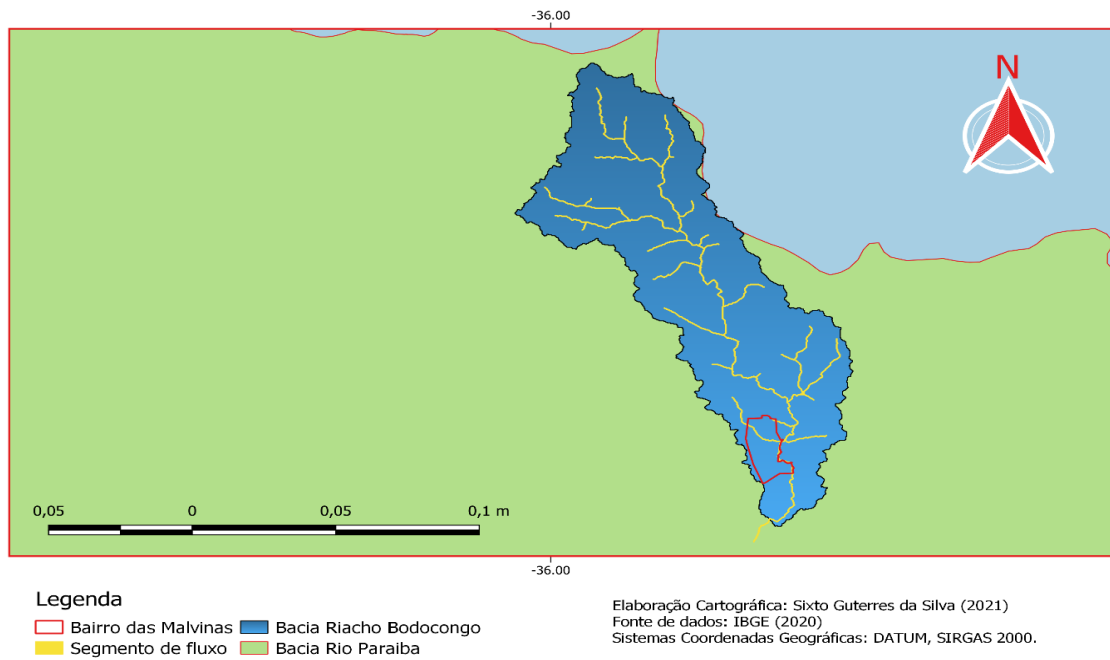 -36.00
N
0,05 0 0,05 0,1 m
-36.00
Legenda
Bairro das Malvinas
Bacia Riacho Bodocongo
Segmento de fluxo
Bacia Rio Paraiba
Elaboração Cartográfica: Sixto Guterres da Silva (2021)
Fonte de dados: IBGE (2020)
Sistemas Coordenadas Geográficas: DATUM, SIRGAS 2000.